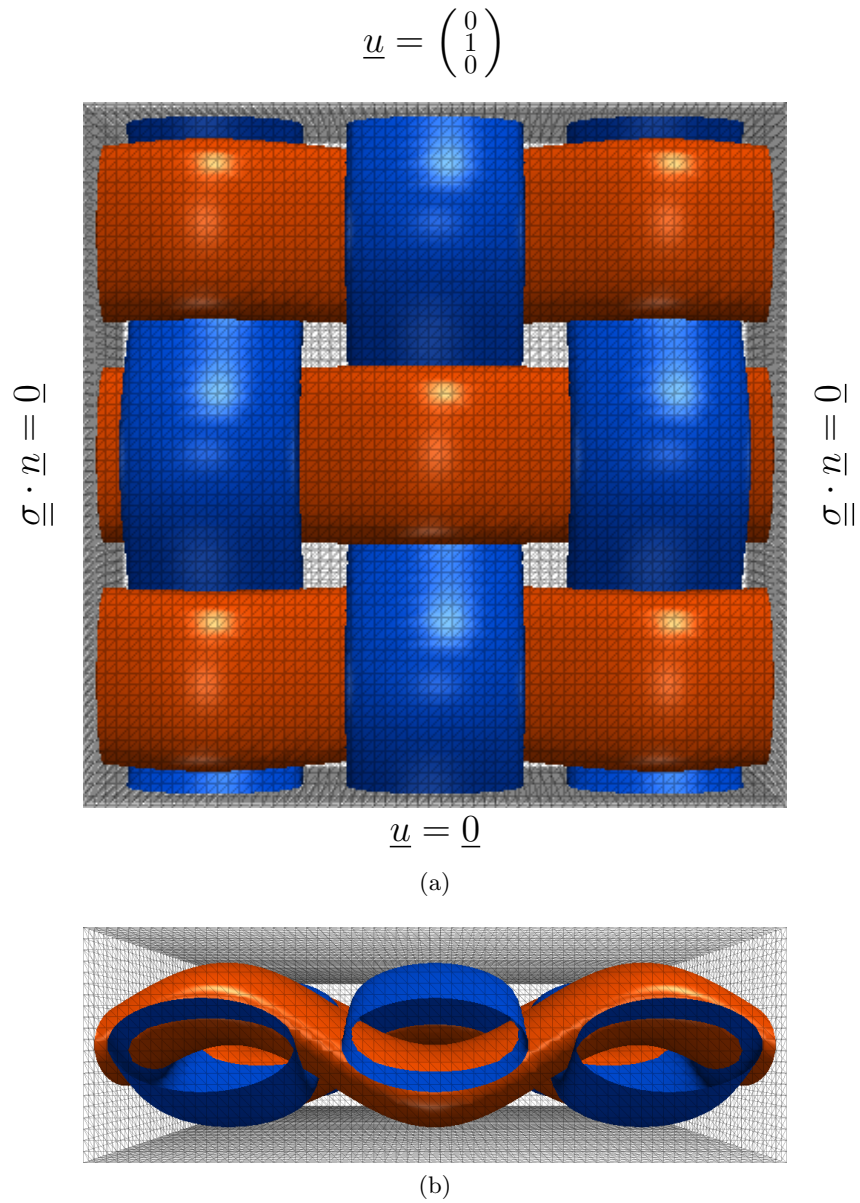 u = (0 1 0)
σ · n = 0
σ · n = 0
u = 0
(a)
(b)